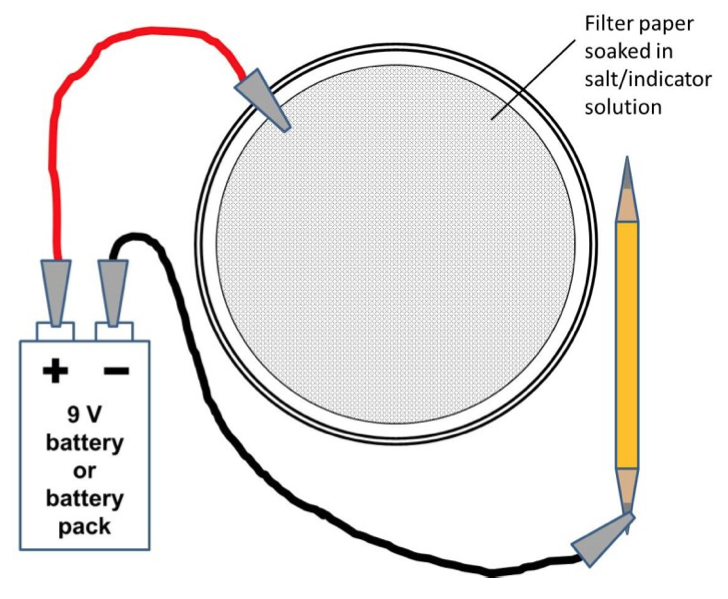 Filter paper
soaked in
salt/indicator
solution
+ −
9 V
battery
or
battery
pack